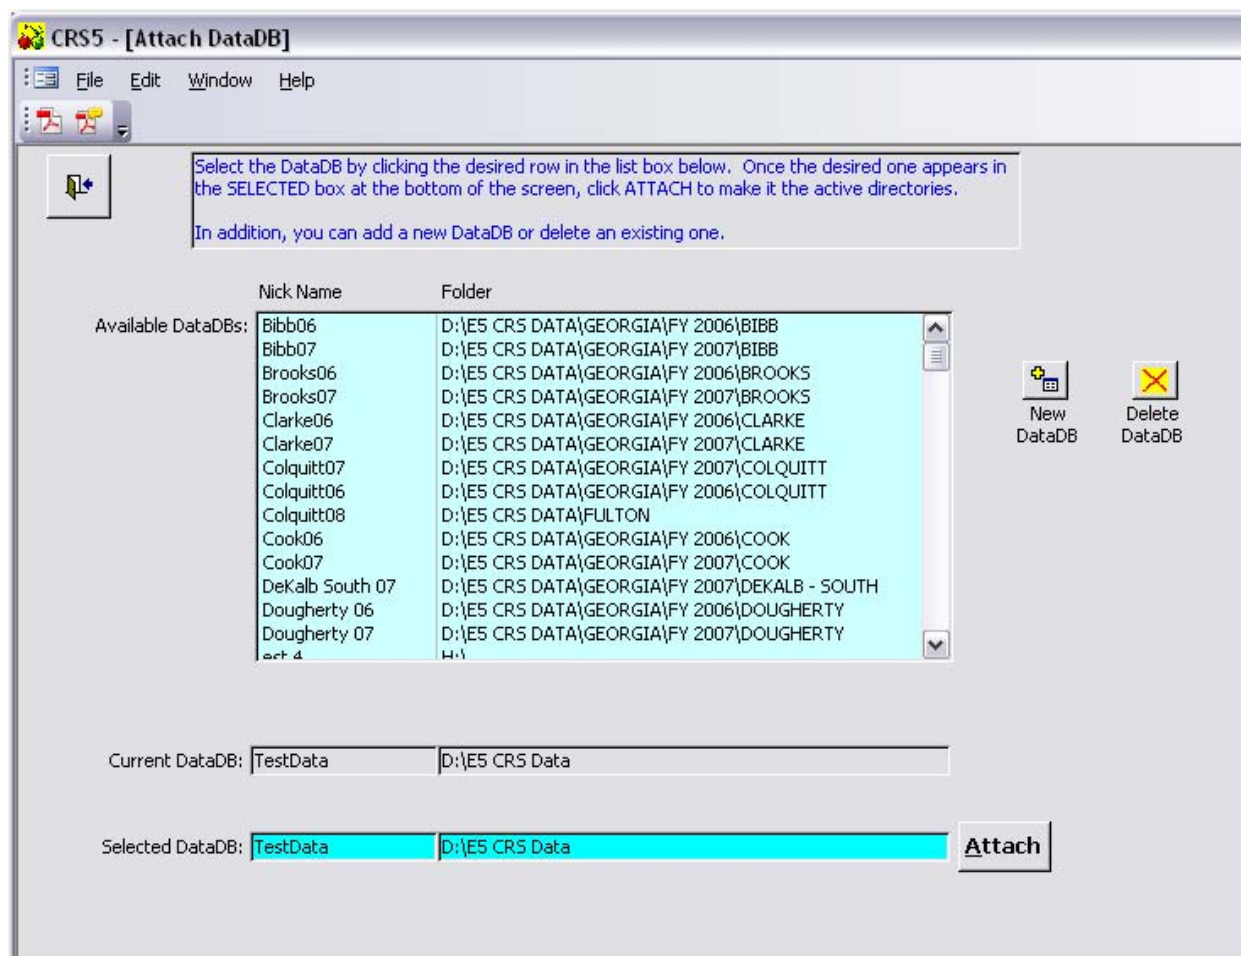 CRS5 - [Attach DataDB]
File Edit Window Help
Select the DataDB by clicking the desired row in the list box below. Once the desired one appears in
the SELECTED box at the bottom of the screen, click ATTACH to make it the active directories.
In addition, you can add a new DataDB or delete an existing one.
Nick Name Folder
Available DataDBs: Bibb06 D:\E5 CRS DATA\GEORGIA\FY 2006\BIBB
Bibb07 D:\E5 CRS DATA\GEORGIA\FY 2007\BIBB
Brooks06 D:\E5 CRS DATA\GEORGIA\FY 2006\BROOKS
Brooks07 D:\E5 CRS DATA\GEORGIA\FY 2007\BROOKS
Clarke06 D:\E5 CRS DATA\GEORGIA\FY 2006\CLARKE
Clarke07 D:\E5 CRS DATA\GEORGIA\FY 2007\CLARKE
Colquitt07 D:\E5 CRS DATA\GEORGIA\FY 2007\COLQUITT
Colquitt06 D:\E5 CRS DATA\GEORGIA\FY 2006\COLQUITT
Colquitt08 D:\E5 CRS DATA\FULTON
Cook06 D:\E5 CRS DATA\GEORGIA\FY 2006\COOK
Cook07 D:\E5 CRS DATA\GEORGIA\FY 2007\COOK
DeKalb South 07 D:\E5 CRS DATA\GEORGIA\FY 2007\DEKALB - SOUTH
Dougherty 06 D:\E5 CRS DATA\GEORGIA\FY 2006\DOUGHERTY
Dougherty 07 D:\E5 CRS DATA\GEORGIA\FY 2007\DOUGHERTY
est 4 H:\
New DataDB
Delete DataDB
Current DataDB: TestData D:\E5 CRS Data
Selected DataDB: TestData D:\E5 CRS Data Attach